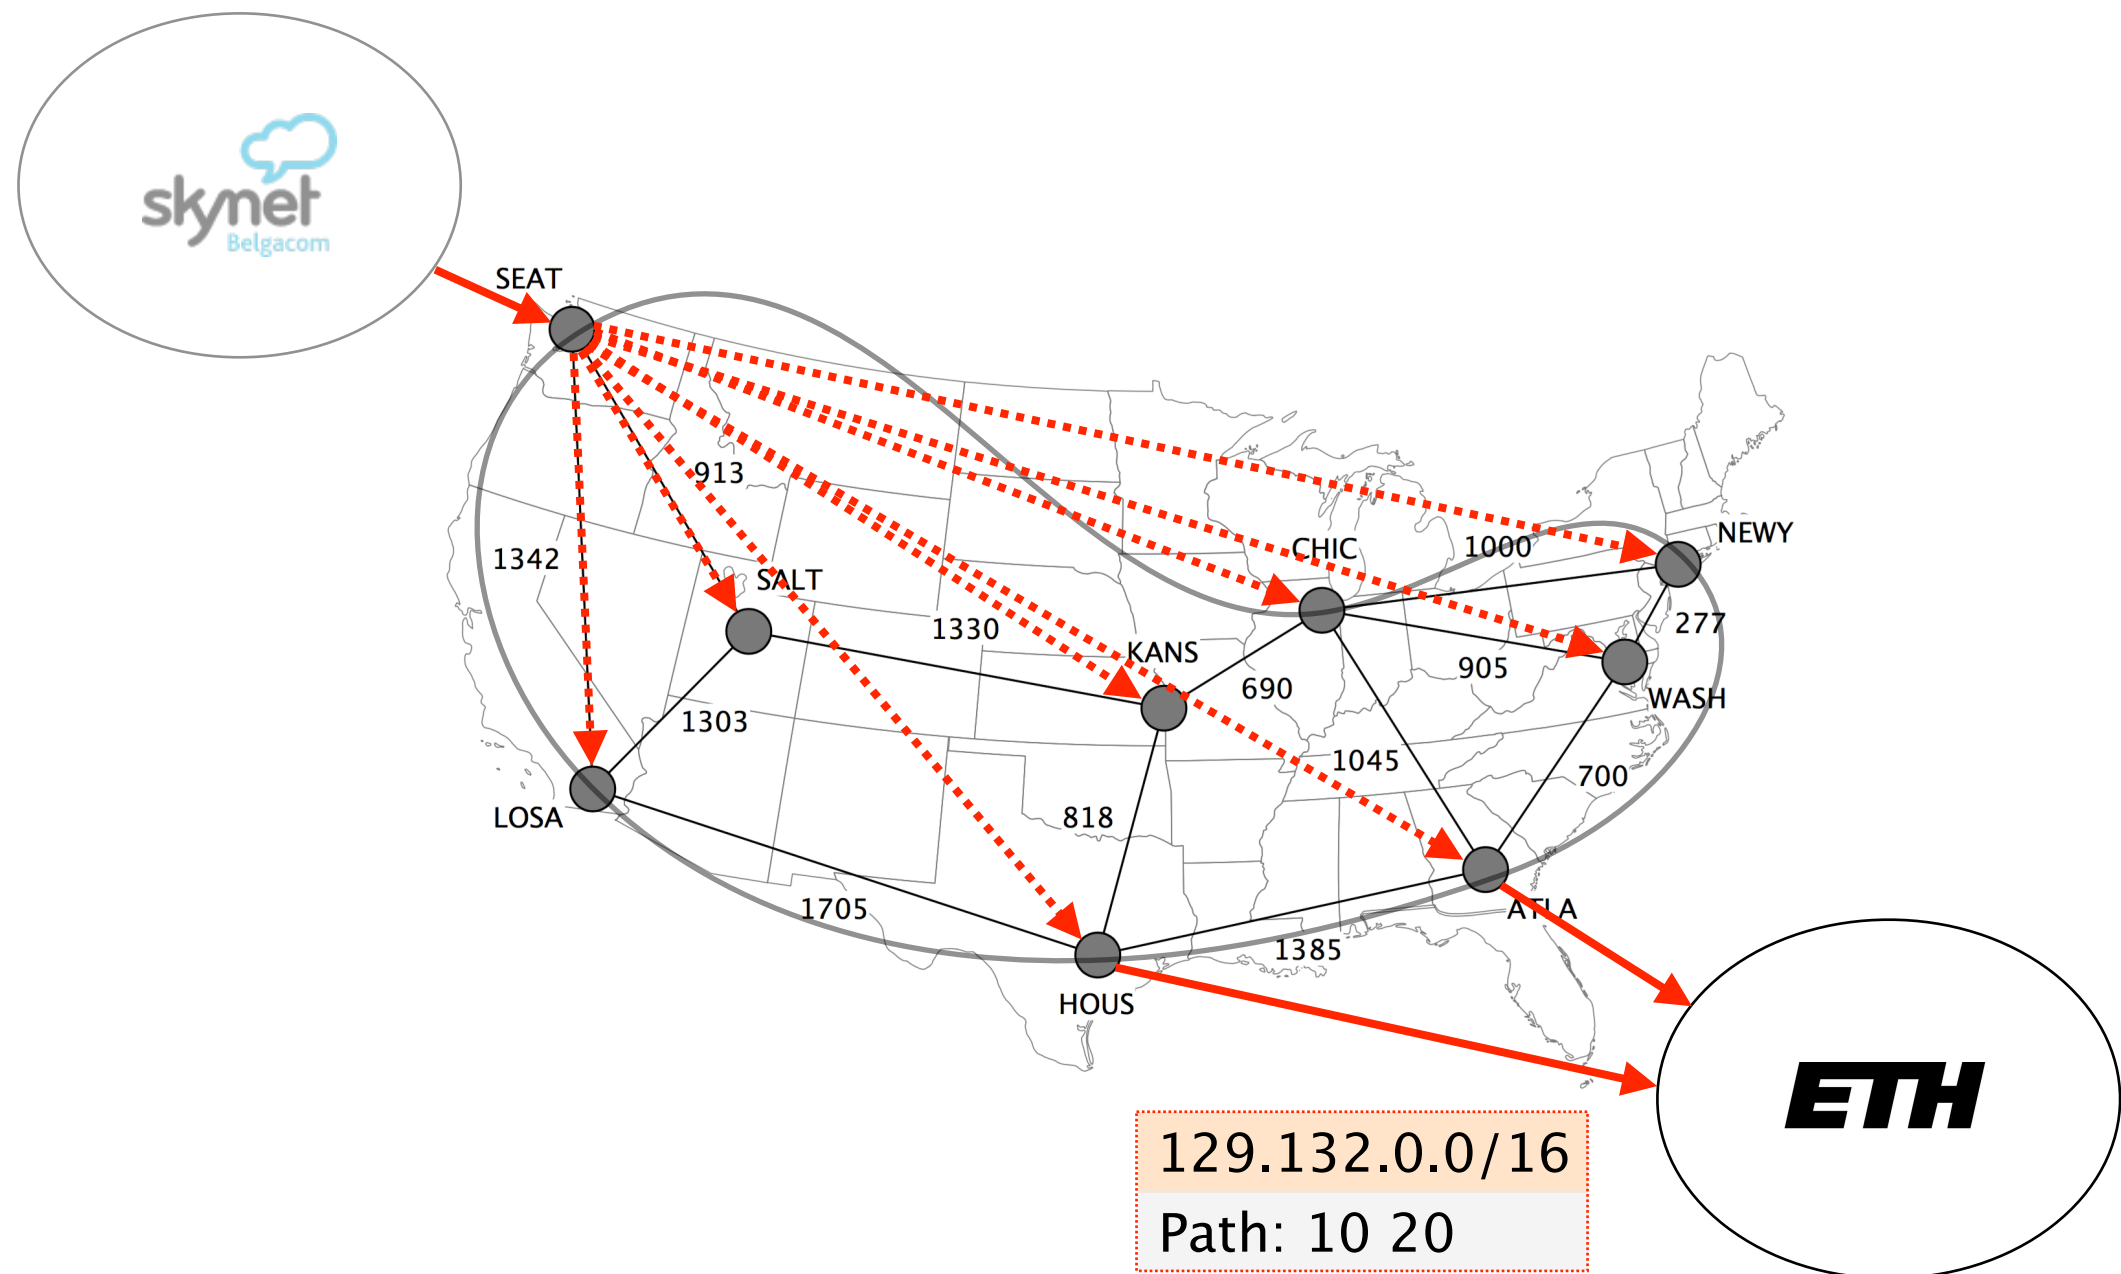 skynet
Belgacom
SEAT
913
1342
SALT
1330
CHIC
1000
NEWY
277
KANS
690
905
WASH
1303
1045
700
LOSA
818
1705
ATLA
1385
HOUS
ETH
129.132.0.0/16
Path: 10 20